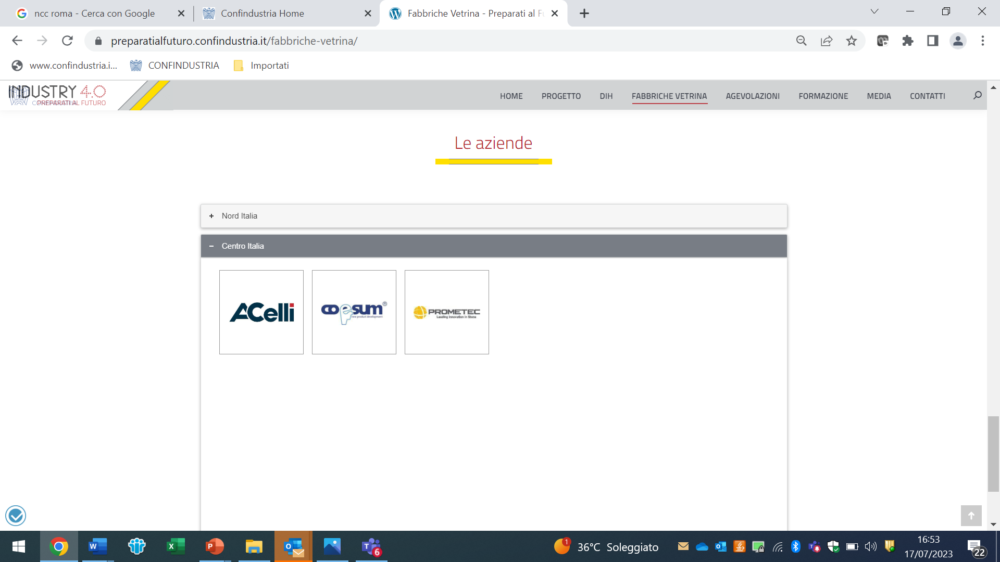 ncc roma - Cerca con Google
Confindustria Home
Fabbriche Vetrina - Preparati al Fu
preparatialfuturo.confindustria.it/fabbriche-vetrina/
www.confindustria.i...
CONFINDUSTRIA
Importati
INDUSTRY 4.0
PREPARATI AL FUTURO
HOME PROGETTO DIH FABBRICHE VETRINA AGEVOLAZIONI FORMAZIONE MEDIA CONTATTI
Le aziende
+ Nord Italia
− Centro Italia
ACelli
coesum®
new product development
PROMETEC
Leading Innovation in Stone
36°C Soleggiato
16:53
17/07/2023
1
6
22